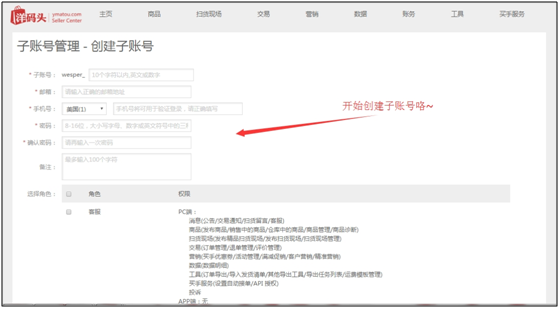 洋码头 ymatou.com Seller Center 主页 商品 扫货现场 交易 营销 数据 账务 工具 买手服务
子账号管理 - 创建子账号
* 子账号： wesper_ 10个字符以内,英文或数字
* 邮箱： 请输入正确的邮箱地址
* 手机号： 美国(1) 手机号将可用于验证登录，请正确填写
* 密码： 8-16位，大小写字母、数字或英文符号中的三种
* 确认密码： 请再输入一次密码
备注： 最多输入100个字符
开始创建子账号咯~
选择角色： 角色 权限
客服 PC端：
消息(公告/交易通知/扫货留言/客服)
商品(发布商品/销售中的商品/仓库中的商品/商品管理/商品诊断)
扫货现场(发布精品扫货现场/发布扫货现场/扫货现场管理)
交易(订单管理/退单管理/评价管理)
营销(买手优惠券/活动管理/满减促销/客户营销/精准营销)
数据(数据明细)
工具(订单导出/导入发货清单/其他导出工具/导出任务列表/运费模板管理)
买手服务(设置自动接单/API 授权)
投诉
APP端：无